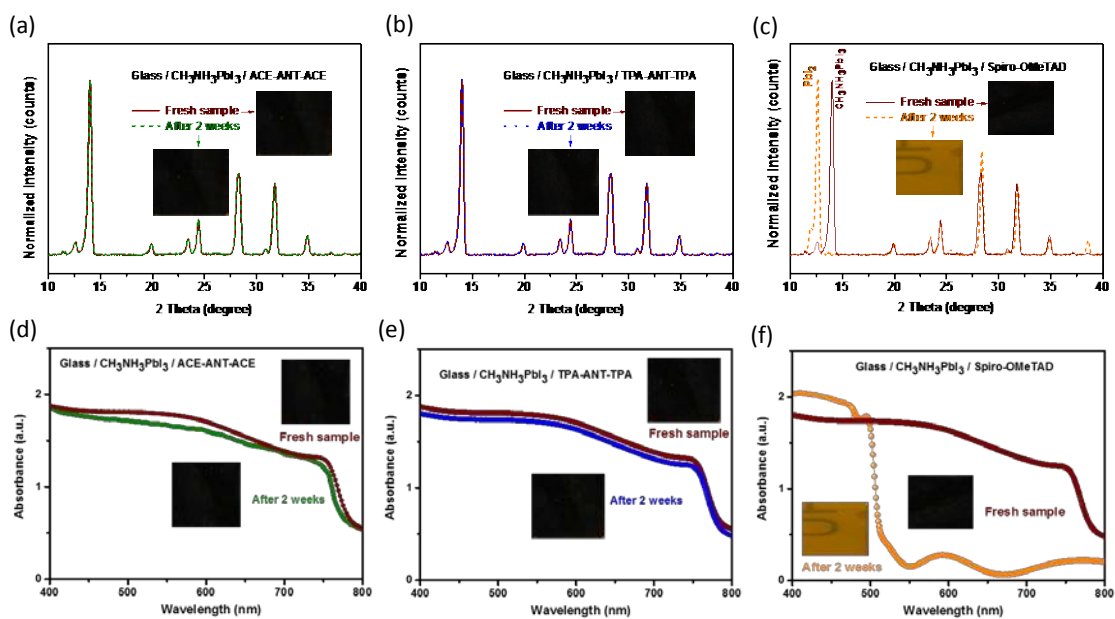 (a)
Glass / CH₃NH₃PbI₃ / ACE-ANT-ACE
Fresh sample
After 2 weeks
Normalized Intensity (counts)
10 15 20 25 30 35 40
2 Theta (degree)
(b)
Glass / CH₃NH₃PbI₃ / TPA-ANT-TPA
Fresh sample
After 2 weeks
Normalized Intensity (counts)
10 15 20 25 30 35 40
2 Theta (degree)
(c)
PbI₂
CH₃NH₃PbI₃
Glass / CH₃NH₃PbI₃ / Spiro-OMeTAD
Fresh sample
After 2 weeks
Normalized Intensity (counts)
10 15 20 25 30 35 40
2 Theta (degree)
(d)
Glass / CH₃NH₃PbI₃ / ACE-ANT-ACE
Fresh sample
After 2 weeks
Absorbance (a.u.)
2
1
0
400 500 600 700 800
Wavelength (nm)
(e)
Glass / CH₃NH₃PbI₃ / TPA-ANT-TPA
Fresh sample
After 2 weeks
Absorbance (a.u.)
2
1
0
400 500 600 700 800
Wavelength (nm)
(f)
Glass / CH₃NH₃PbI₃ / Spiro-OMeTAD
Fresh sample
After 2 weeks
Absorbance (a.u.)
2
1
0
400 500 600 700 800
Wavelength (nm)